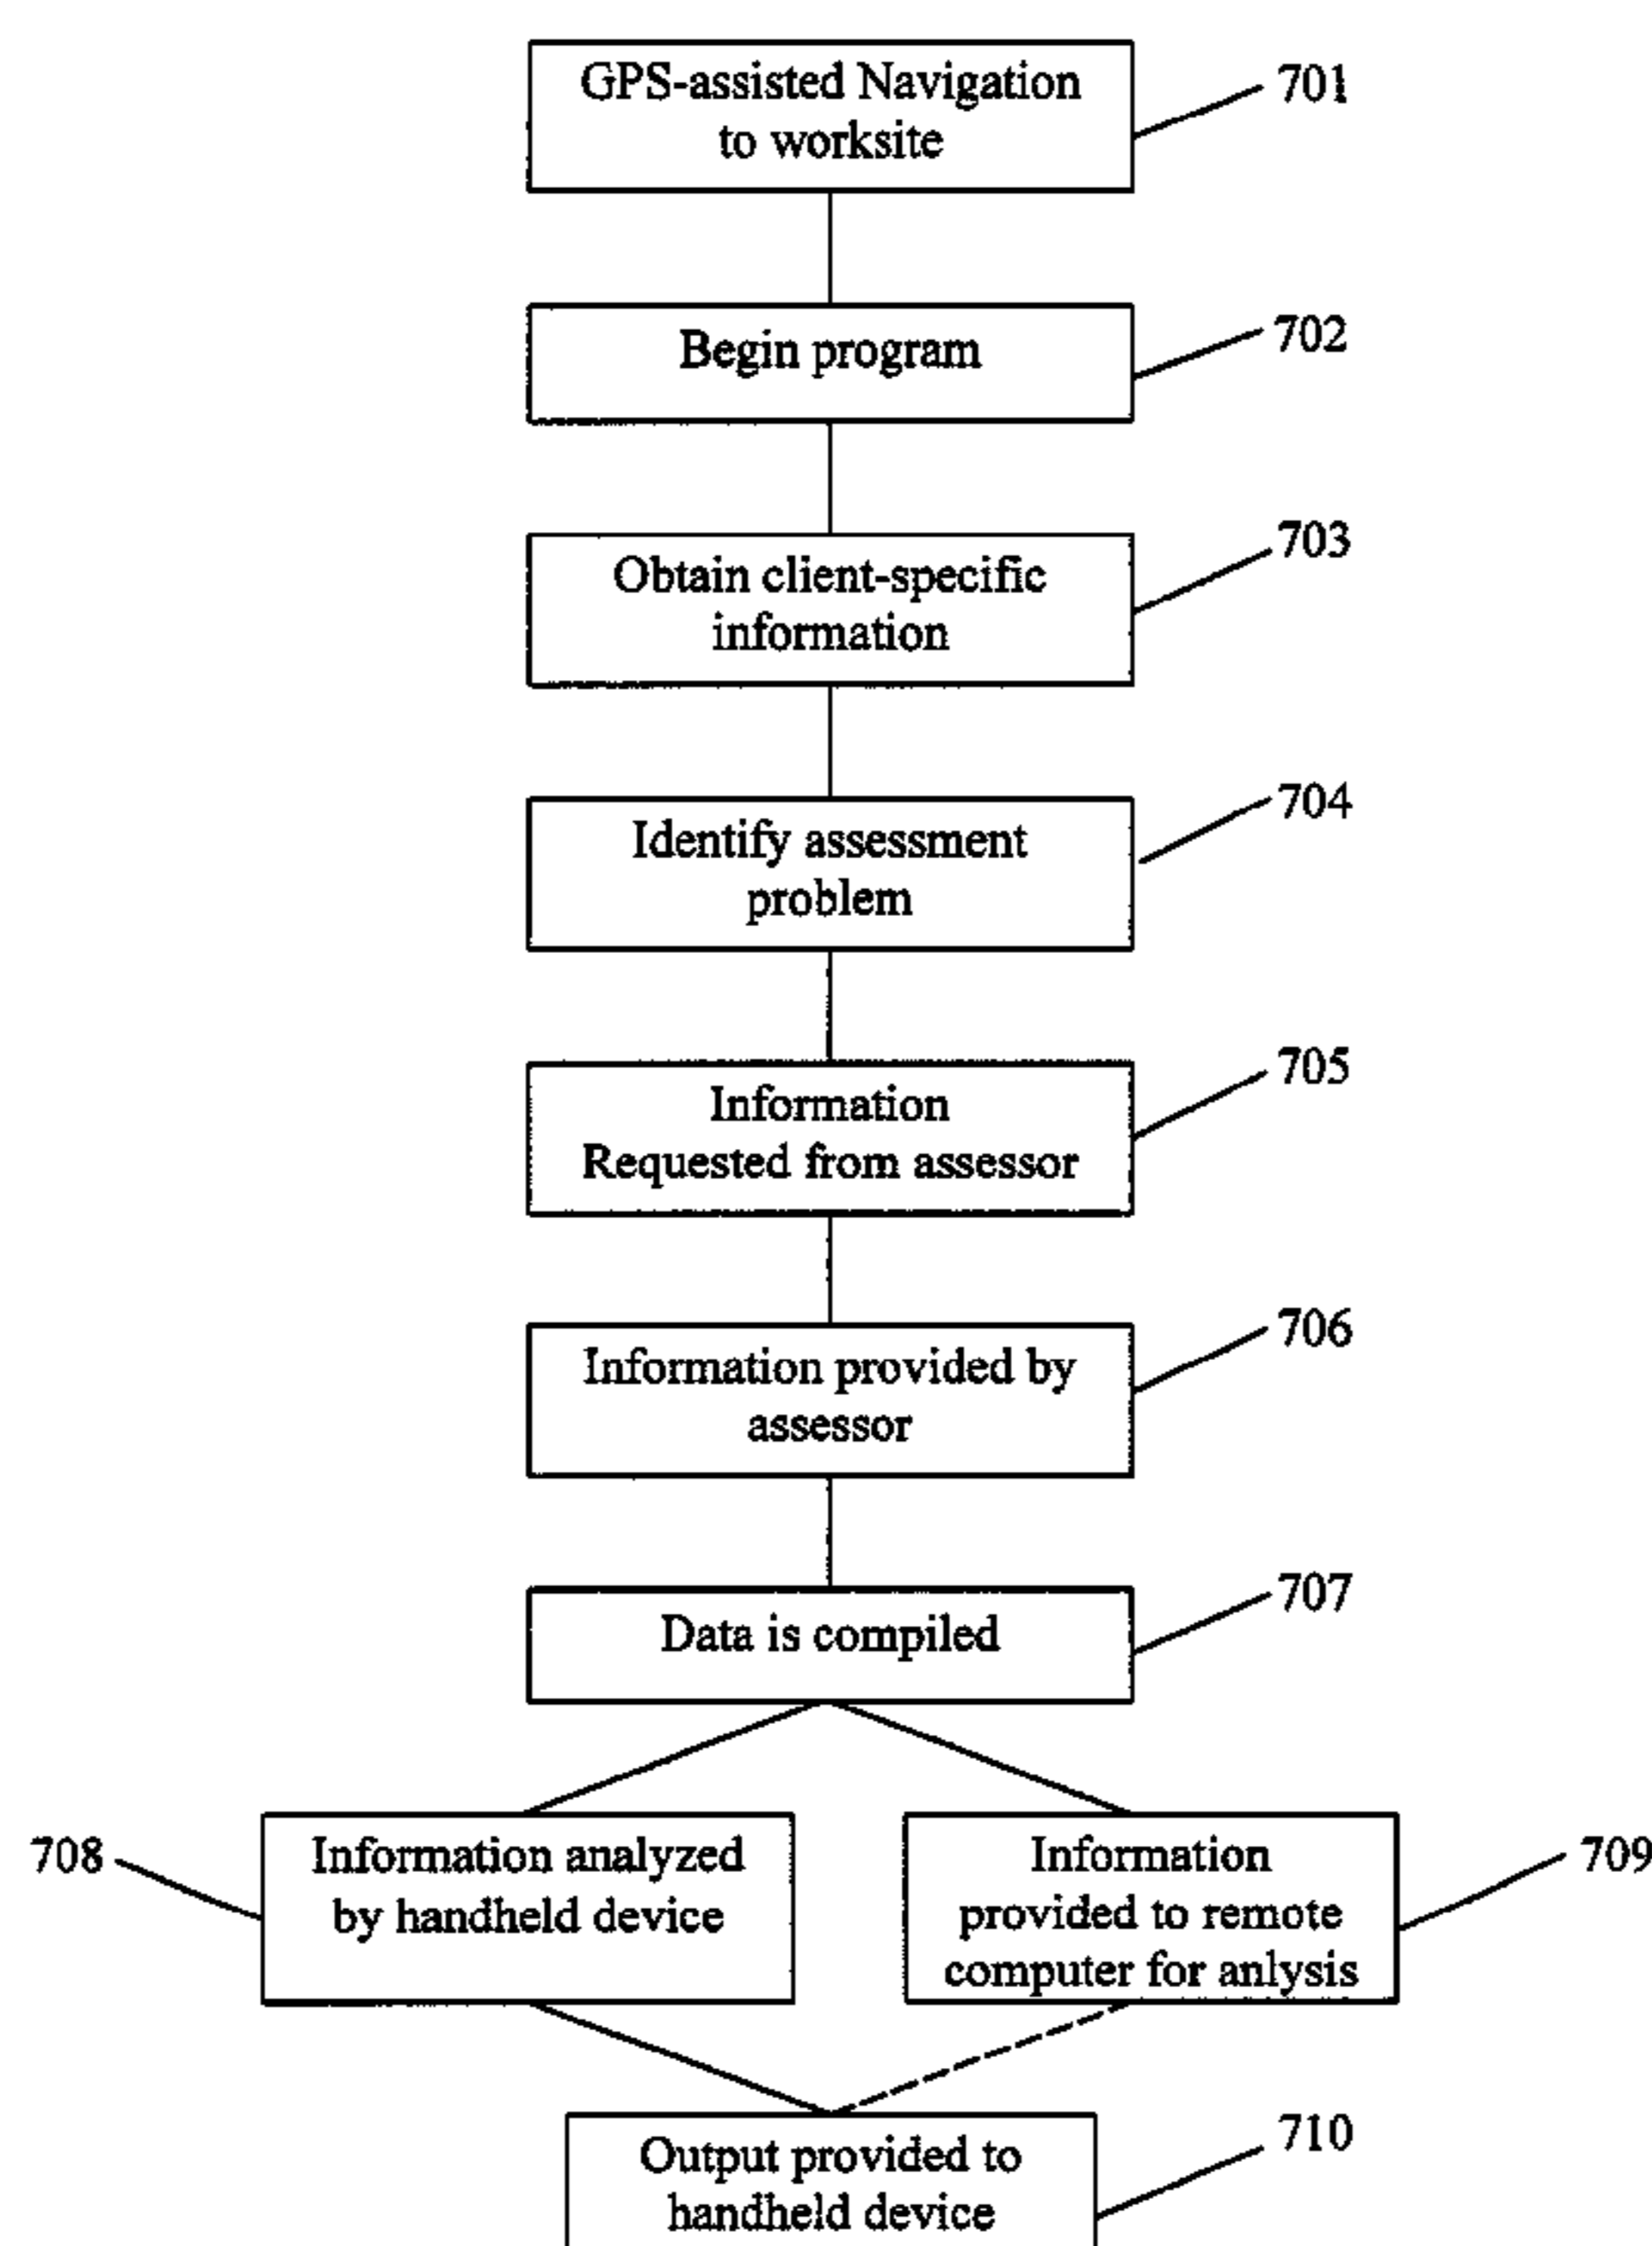 GPS-assisted Navigation
to worksite
701
Begin program
702
Obtain client-specific
information
703
Identify assessment
problem
704
Information
Requested from assessor
705
Information provided by
assessor
706
Data is compiled
707
708
Information analyzed
by handheld device
Information
provided to remote
computer for anlysis
709
Output provided to
handheld device
710